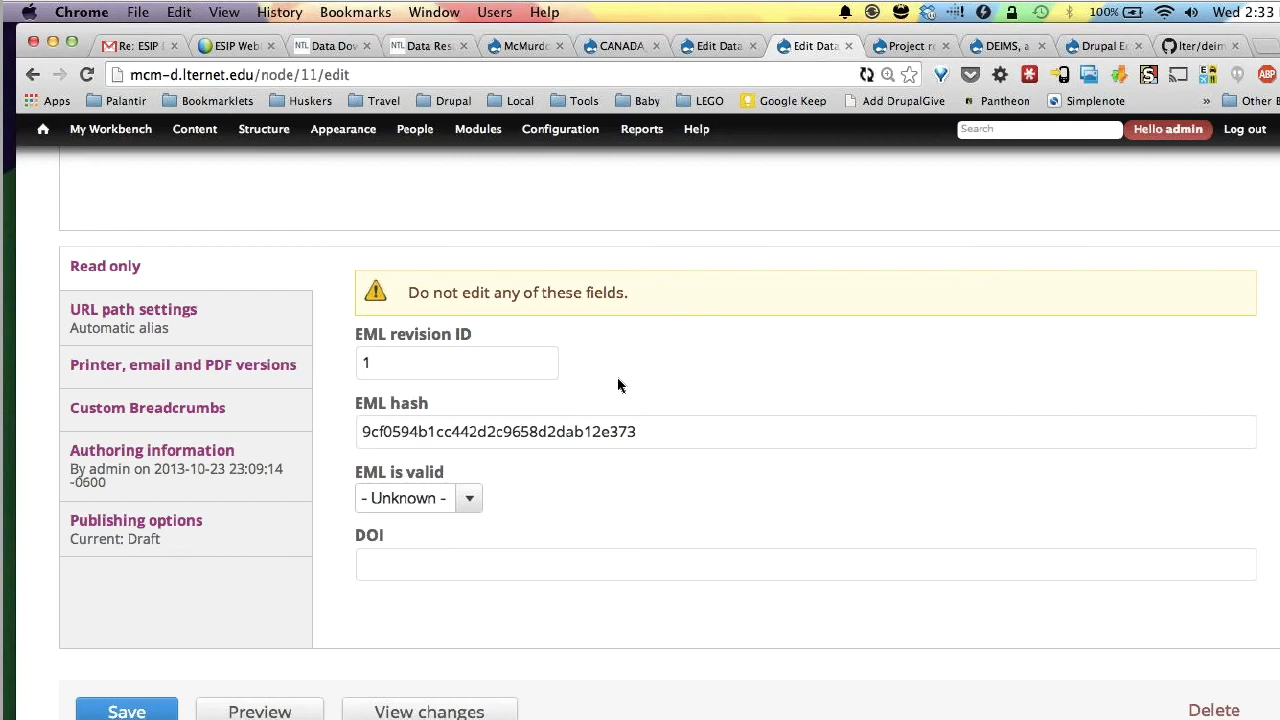 Chrome File Edit View History Bookmarks Window Users Help 100% Wed 2:33
Re: ESIP ESIP Web NTL Data Dov NTL Data Res McMurd CANADA Edit Data Edit Data Project r DEIMS, a Drupal E lter/deim
mcm-d.lternet.edu/node/11/edit ABP
Apps Palantir Bookmarklets Huskers Travel Drupal Local Tools Baby LEGO Google Keep Add DrupalGive Pantheon Simplenote » Other B
My Workbench Content Structure Appearance People Modules Configuration Reports Help Search Hello admin Log out
Read only
URL path settings
Automatic alias
Printer, email and PDF versions
Custom Breadcrumbs
Authoring information
By admin on 2013-10-23 23:09:14
-0600
Publishing options
Current: Draft
Do not edit any of these fields.
EML revision ID
1
EML hash
9cf0594b1cc442d2c9658d2dab12e373
EML is valid
- Unknown -
DOI
Save Preview View changes Delete